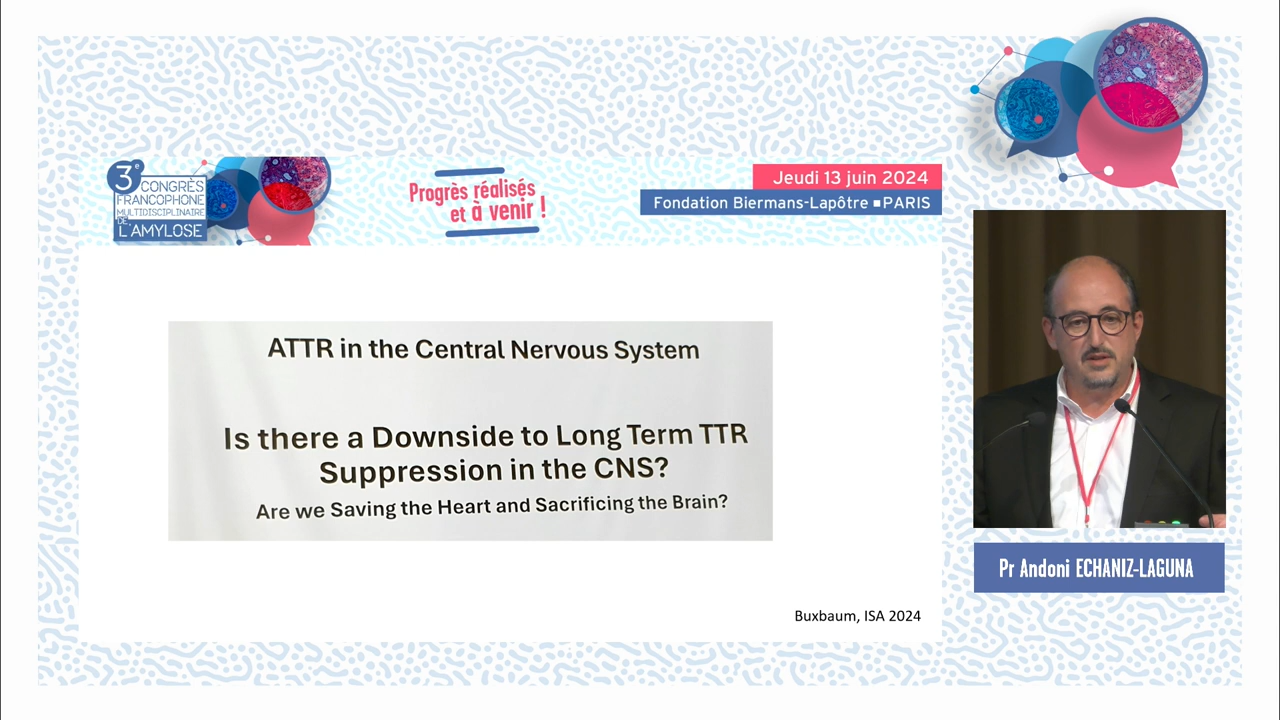 3e
CONGRÈS
FRANCOPHONE
MULTIDISCIPLINAIRE
DE
L'AMYLOSE
Progrès réalisés
et à venir !
Jeudi 13 juin 2024
Fondation Biermans-Lapôtre ■ PARIS
ATTR in the Central Nervous System
Is there a Downside to Long Term TTR
Suppression in the CNS?
Are we Saving the Heart and Sacrificing the Brain?
Buxbaum, ISA 2024
Pr Andoni ECHANIZ-LAGUNA